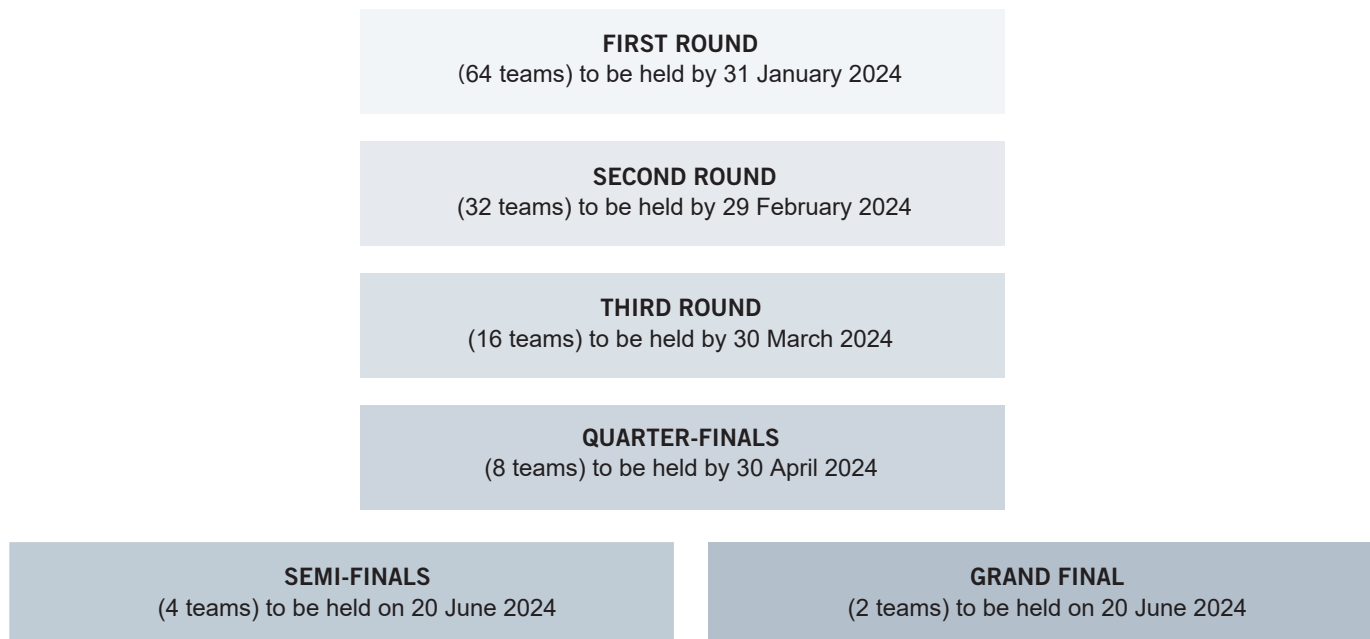 FIRST ROUND
(64 teams) to be held by 31 January 2024
SECOND ROUND
(32 teams) to be held by 29 February 2024
THIRD ROUND
(16 teams) to be held by 30 March 2024
QUARTER-FINALS
(8 teams) to be held by 30 April 2024
SEMI-FINALS
(4 teams) to be held on 20 June 2024
GRAND FINAL
(2 teams) to be held on 20 June 2024